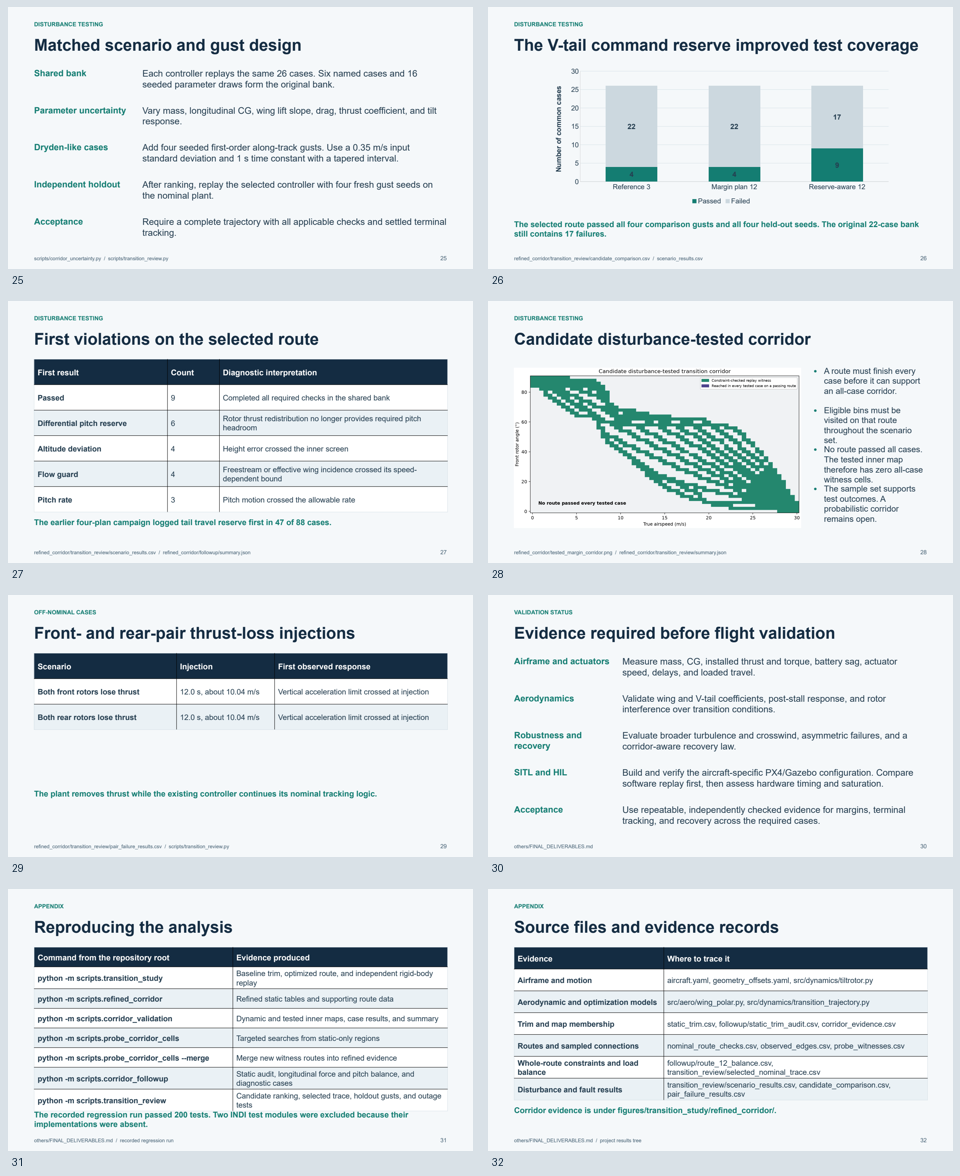 DISTURBANCE TESTING
Matched scenario and gust design
Shared bank
Each controller replays the same 26 cases. Six named cases and 16
seeded parameter draws form the original bank.
Parameter uncertainty
Vary mass, longitudinal CG, wing lift slope, drag, thrust coefficient, and tilt
response.
Dryden-like cases
Add four seeded first-order along-track gusts. Use a 0.35 m/s input
standard deviation and 1 s time constant with a tapered interval.
Independent holdout
After ranking, replay the selected controller with four fresh gust seeds on
the nominal plant.
Acceptance
Require a complete trajectory with all applicable checks and settled terminal
tracking.
scripts/corridor_uncertainty.py / scripts/transition_review.py
25
25
DISTURBANCE TESTING
The V-tail command reserve improved test coverage
Number of common cases
30
25
20
15
10
5
0
22
22
17
4
4
9
Reference 3
Margin plan 12
Reserve-aware 12
Passed
Failed
The selected route passed all four comparison gusts and all four held-out seeds. The original 22-case bank
still contains 17 failures.
refined_corridor/transition_review/candidate_comparison.csv / scenario_results.csv
26
26
DISTURBANCE TESTING
First violations on the selected route
First result
Count
Diagnostic interpretation
Passed
9
Completed all required checks in the shared bank
Differential pitch reserve
6
Rotor thrust redistribution no longer provides required pitch
headroom
Altitude deviation
4
Height error crossed the inner screen
Flow guard
4
Freestream or effective wing incidence crossed its speed-
dependent bound
Pitch rate
3
Pitch motion crossed the allowable rate
The earlier four-plan campaign logged tail travel reserve first in 47 of 88 cases.
refined_corridor/transition_review/scenario_results.csv / refined_corridor/followup/summary.json
27
27
DISTURBANCE TESTING
Candidate disturbance-tested corridor
Candidate disturbance-tested transition corridor
Constraint-checked replay witness
Reached in every tested case on a passing route
Front rotor angle (°)
80
60
40
20
0
No route passed every tested case
0
5
10
15
20
25
30
True airspeed (m/s)
• A route must finish every
case before it can support
an all-case corridor.
• Eligible bins must be
visited on that route
throughout the scenario
set.
• No route passed all cases.
The tested inner map
therefore has zero all-case
witness cells.
• The sample set supports
test outcomes. A
probabilistic corridor
remains open.
refined_corridor/tested_margin_corridor.png / refined_corridor/transition_review/summary.json
28
28
OFF-NOMINAL CASES
Front- and rear-pair thrust-loss injections
Scenario
Injection
First observed response
Both front rotors lose thrust
12.0 s, about 10.04 m/s
Vertical acceleration limit crossed at injection
Both rear rotors lose thrust
12.0 s, about 10.04 m/s
Vertical acceleration limit crossed at injection
The plant removes thrust while the existing controller continues its nominal tracking logic.
refined_corridor/transition_review/pair_failure_results.csv / scripts/transition_review.py
29
29
VALIDATION STATUS
Evidence required before flight validation
Airframe and actuators
Measure mass, CG, installed thrust and torque, battery sag, actuator
speed, delays, and loaded travel.
Aerodynamics
Validate wing and V-tail coefficients, post-stall response, and rotor
interference over transition conditions.
Robustness and
recovery
Evaluate broader turbulence and crosswind, asymmetric failures, and a
corridor-aware recovery law.
SITL and HIL
Build and verify the aircraft-specific PX4/Gazebo configuration. Compare
software replay first, then assess hardware timing and saturation.
Acceptance
Use repeatable, independently checked evidence for margins, terminal
tracking, and recovery across the required cases.
others/FINAL_DELIVERABLES.md
30
30
APPENDIX
Reproducing the analysis
Command from the repository root
Evidence produced
python -m scripts.transition_study
Baseline trim, optimized route, and independent rigid-body
replay
python -m scripts.refined_corridor
Refined static tables and supporting route data
python -m scripts.corridor_validation
Dynamic and tested inner maps, case results, and summary
python -m scripts.probe_corridor_cells
Targeted searches from static-only regions
python -m scripts.probe_corridor_cells --merge
Merge new witness routes into refined evidence
python -m scripts.corridor_followup
Static audit, longitudinal force and pitch balance, and
diagnostic cases
python -m scripts.transition_review
Candidate ranking, selected trace, holdout gusts, and outage
tests
The recorded regression run passed 200 tests. Two INDI test modules were excluded because their
implementations were absent.
others/FINAL_DELIVERABLES.md / recorded regression run
31
31
APPENDIX
Source files and evidence records
Evidence
Where to trace it
Airframe and motion
aircraft.yaml, geometry_offsets.yaml, src/dynamics/tiltrotor.py
Aerodynamic and optimization models
src/aero/wing_polar.py, src/dynamics/transition_trajectory.py
Trim and map membership
static_trim.csv, followup/static_trim_audit.csv, corridor_evidence.csv
Routes and sampled connections
nominal_route_checks.csv, observed_edges.csv, probe_witnesses.csv
Whole-route constraints and load
balance
followup/route_12_balance.csv,
transition_review/selected_nominal_trace.csv
Disturbance and fault results
transition_review/scenario_results.csv, candidate_comparison.csv,
pair_failure_results.csv
Corridor evidence is under figures/transition_study/refined_corridor/.
others/FINAL_DELIVERABLES.md / project results tree
32
32